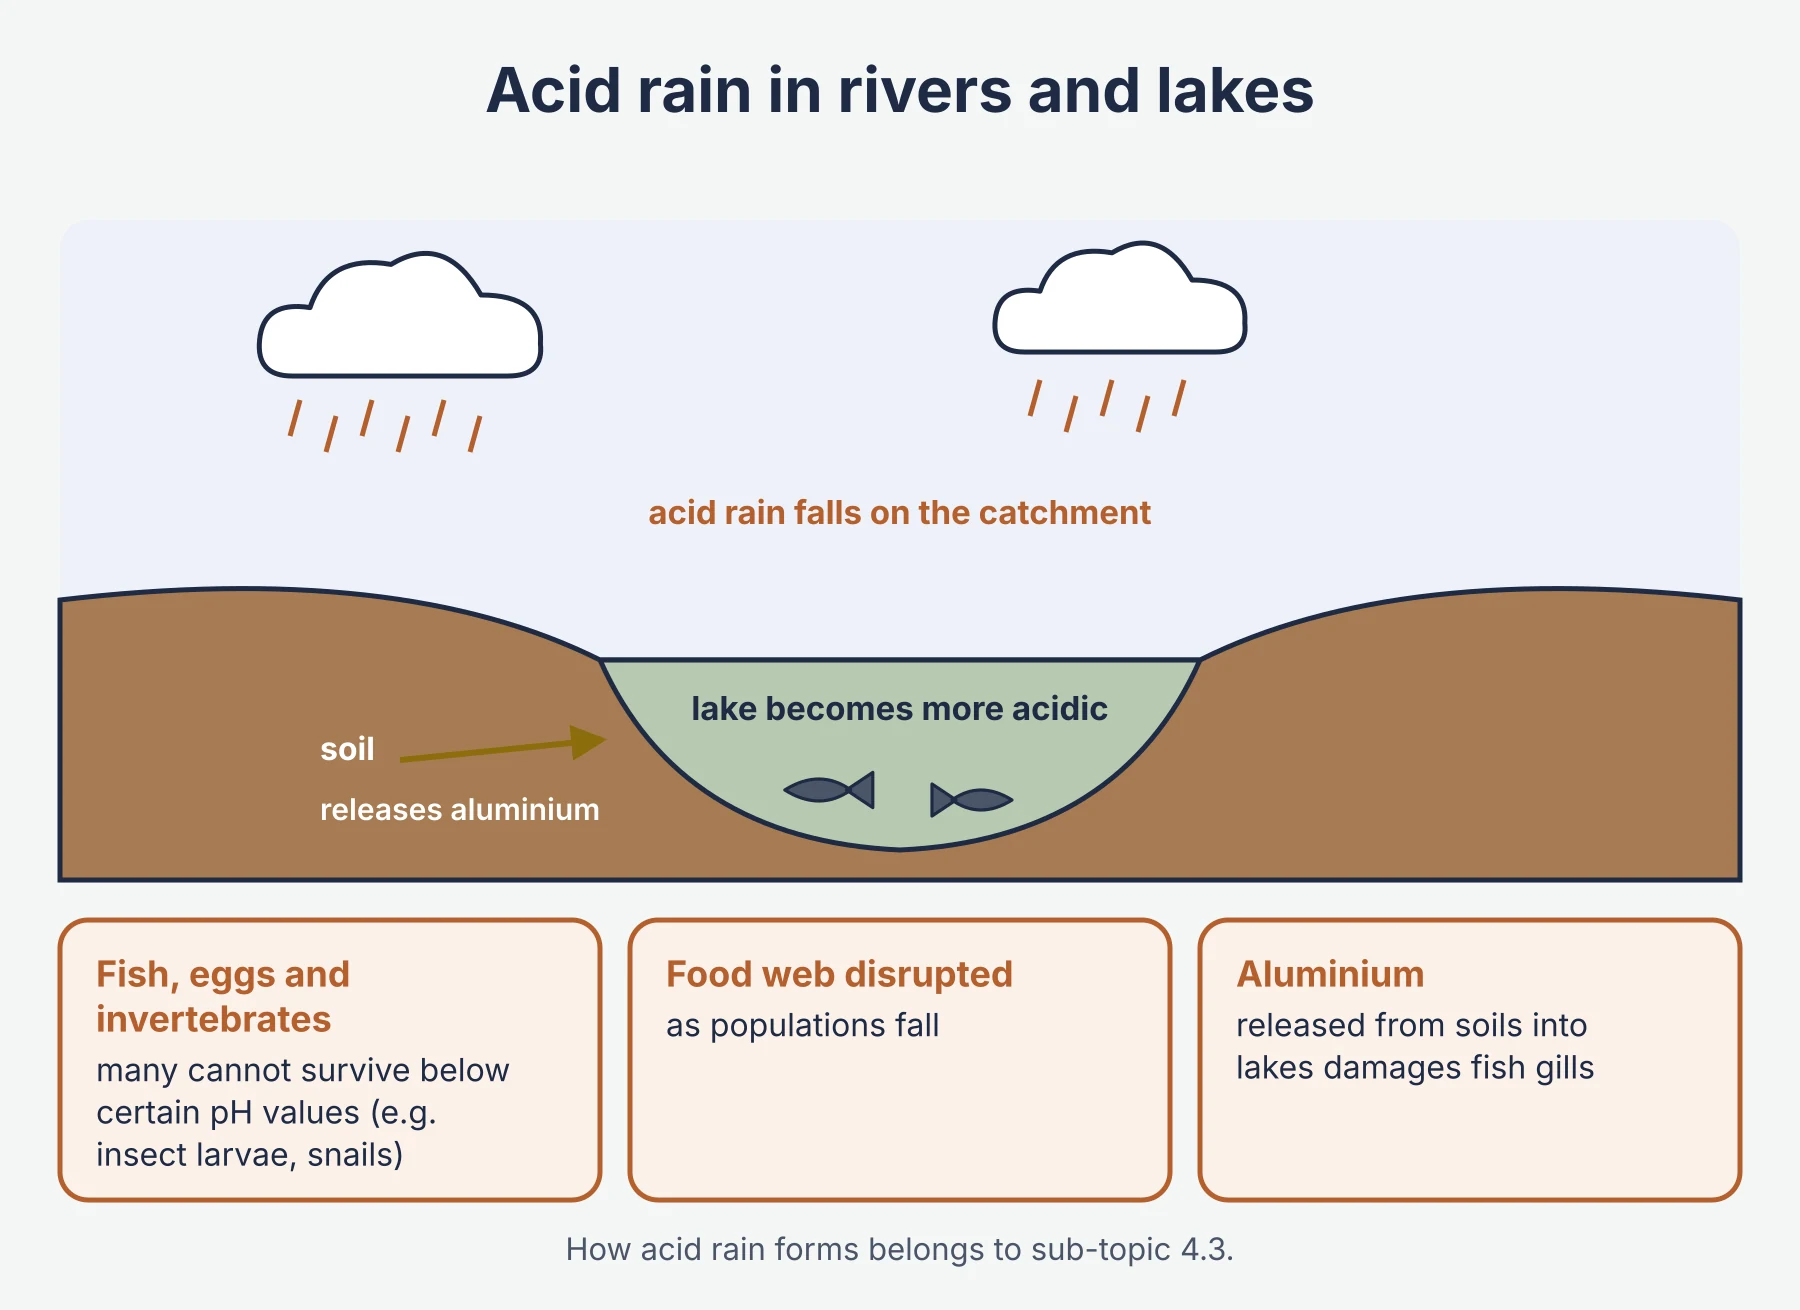 Acid rain in rivers and lakes
acid rain falls on the catchment
lake becomes more acidic
soil
releases aluminium
Fish, eggs and
invertebrates
many cannot survive below
certain pH values (e.g.
insect larvae, snails)
Food web disrupted
as populations fall
Aluminium
released from soils into
lakes damages fish gills
How acid rain forms belongs to sub-topic 4.3.